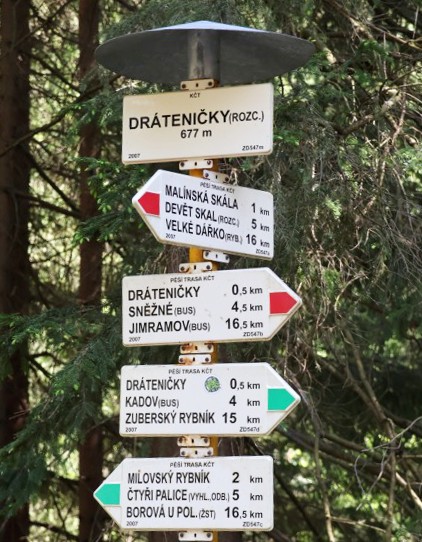 KČT
DRÁTENIČKY (ROZC.)
677 m
2007 ZD547m
PĚŠÍ TRASA KČT
MALÍNSKÁ SKÁLA 1 km
DEVĚT SKAL (ROZC.) 5 km
VELKÉ DÁŘKO (RYB.) 16 km
2007 ZD547a
PĚŠÍ TRASA KČT
DRÁTENIČKY 0,5 km
SNĚŽNÉ (BUS) 4,5 km
JIMRAMOV (BUS) 16,5 km
2007 ZD547b
PĚŠÍ TRASA KČT
DRÁTENIČKY 0,5 km
KADOV (BUS) 4 km
ZUBERSKÝ RYBNÍK 15 km
2007 ZD547d
PĚŠÍ TRASA KČT
MILOVSKÝ RYBNÍK 2 km
ČTYŘI PALICE (VYHL.,ODB.) 5 km
BOROVÁ U POL. (ŽST) 16,5 km
2007 ZD547c